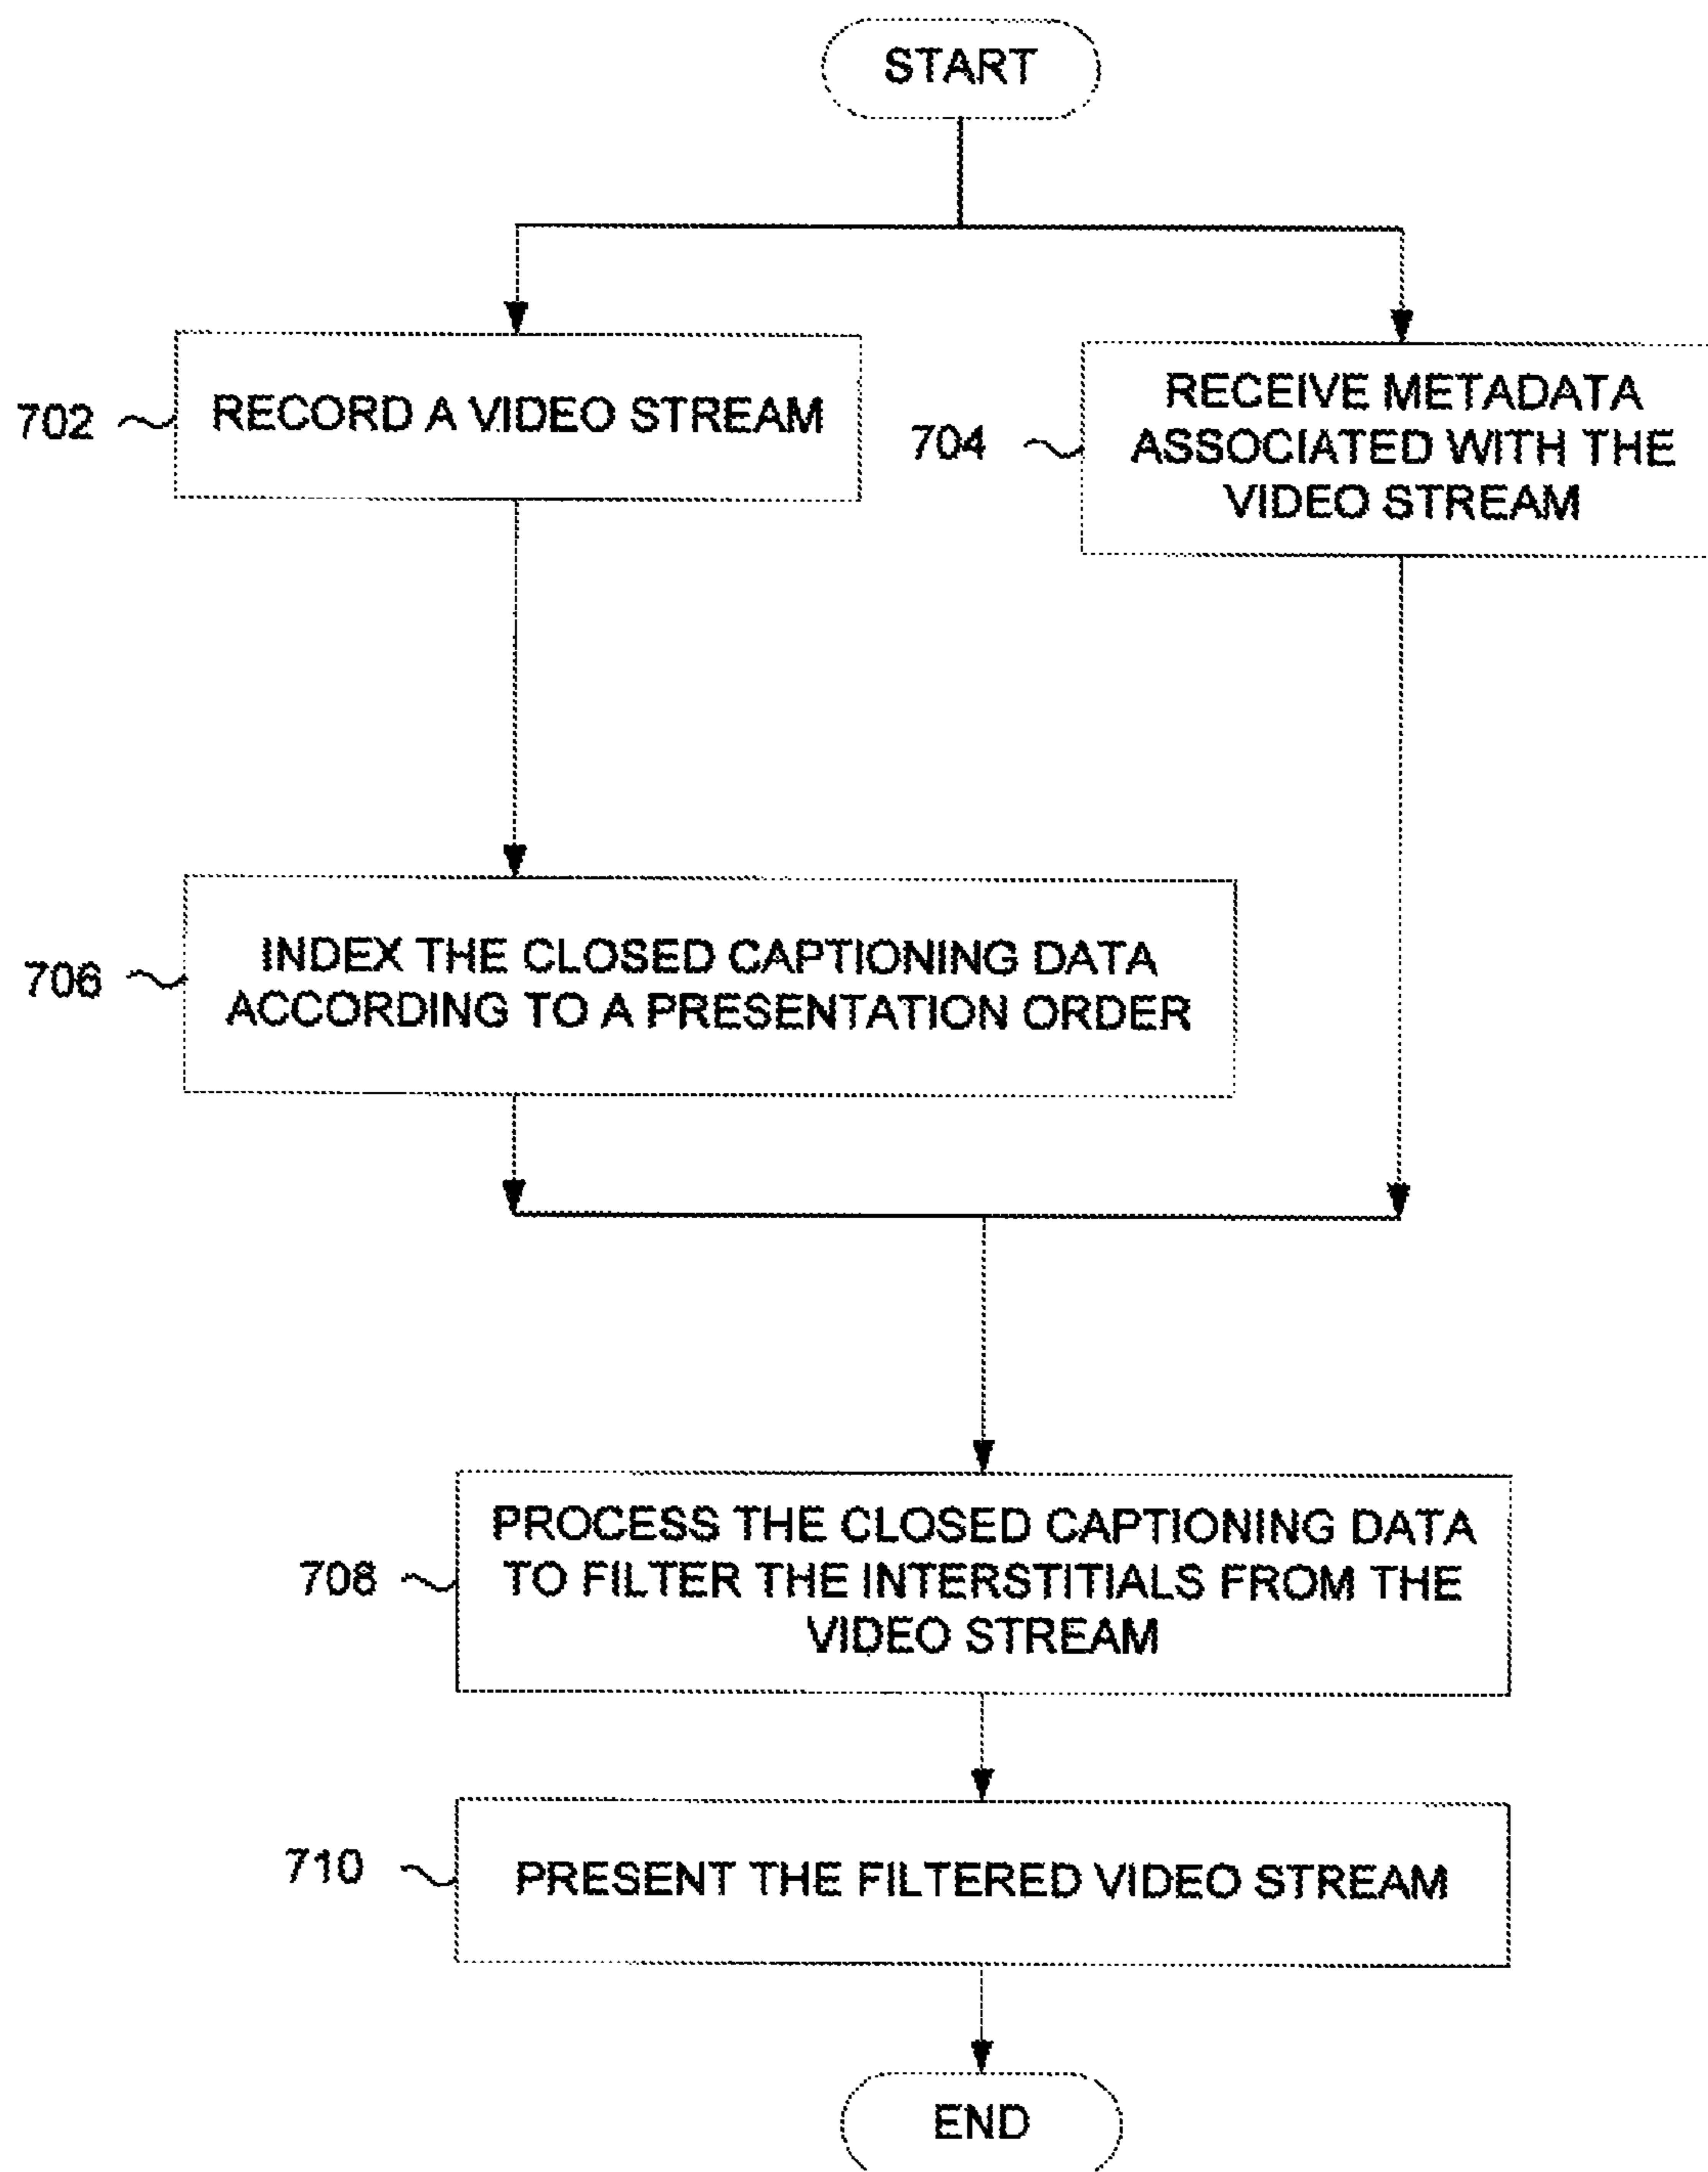 START
702
RECORD A VIDEO STREAM
704
RECEIVE METADATA
ASSOCIATED WITH THE
VIDEO STREAM
706
INDEX THE CLOSED CAPTIONING DATA
ACCORDING TO A PRESENTATION ORDER
708
PROCESS THE CLOSED CAPTIONING DATA
TO FILTER THE INTERSTITIALS FROM THE
VIDEO STREAM
710
PRESENT THE FILTERED VIDEO STREAM
END